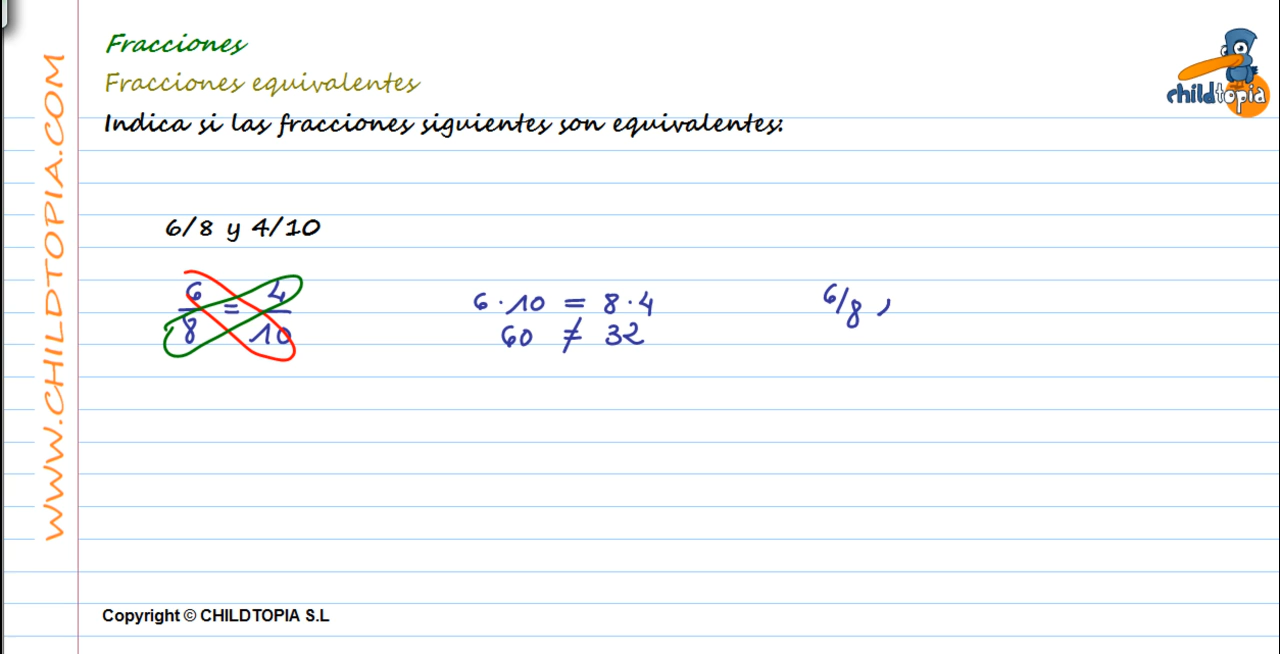 Fracciones
Fracciones equivalentes
Indica si las fracciones siguientes son equivalentes:
childtopia
WWW.CHILDTOPIA.COM
6/8 y 4/10
6/8 = 4/10
6 · 10 = 8 · 4
60 ≠ 32
6/8 ,
Copyright © CHILDTOPIA S.L